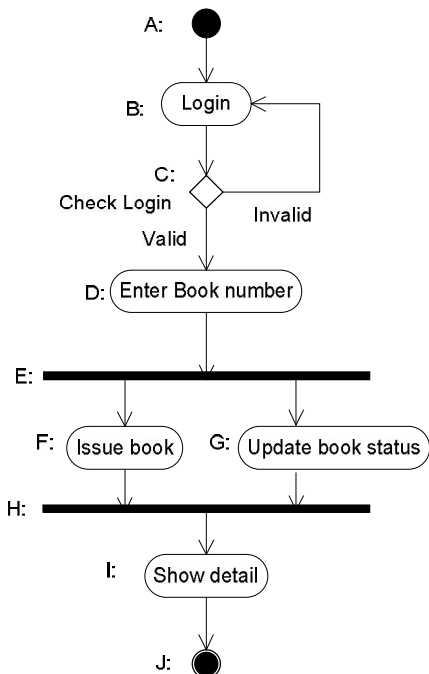 A:
B:
Login
C:
Check Login
Invalid
Valid
D:
Enter Book number
E:
F:
Issue book
G:
Update book status
H:
I:
Show detail
J: